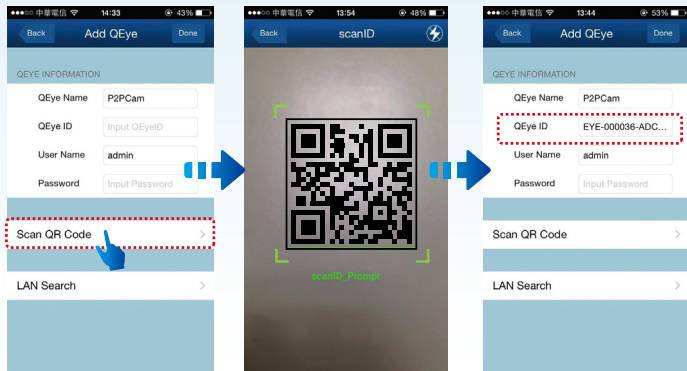 中華電信 14:33 43%
Back Add QEye Done
QEYE INFORMATION
QEye Name P2PCam
QEye ID Input QEyeID
User Name admin
Password Input Password
Scan QR Code
LAN Search
中華電信 13:54 48%
Back scanID
scanID_Prompt
中華電信 13:44 53%
Back Add QEye Done
QEYE INFORMATION
QEye Name P2PCam
QEye ID EYE-000036-ADC...
User Name admin
Password Input Password
Scan QR Code
LAN Search